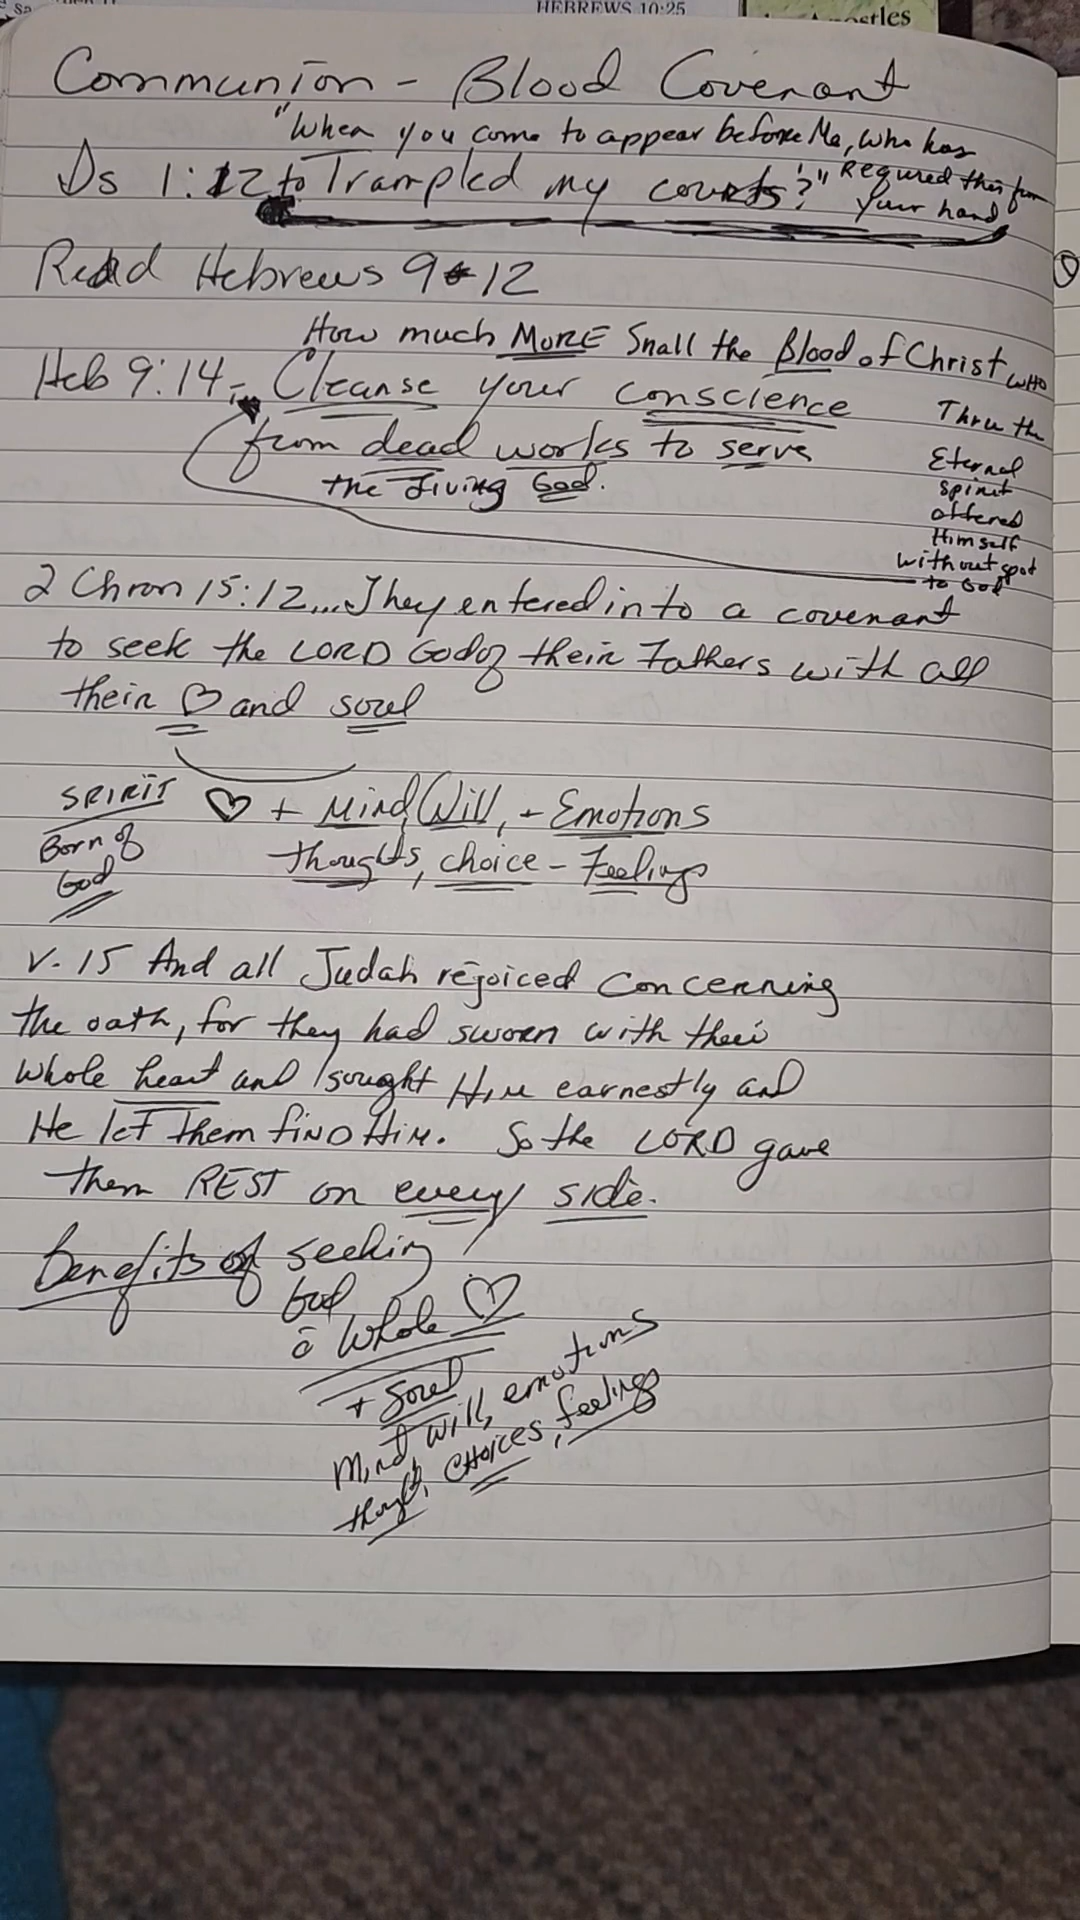 HEBREWS 10:25
Apostles
Communion - Blood Covenant
"When you come to appear before Me, who has
Required this from
your hand
Is 1:12 to Trampled my courts?"
Read Hebrews 9 12
How much MORE Shall the Blood of Christ who
Thru the
Eternal
spirit
offered
Himself
without spot
to God
Heb 9:14 - ... Cleanse your conscience
from dead works to serve
the Living God.
2 Chron 15:12 ... They entered into a covenant
to seek the LORD God of their Fathers with all
their ♡ and soul
SPIRIT ♡ + Mind, Will, + Emotions
Born of thoughts, choice - Feelings
God
v. 15 And all Judah rejoiced concerning
the oath, for they had sworn with their
whole heart and sought Him earnestly and
He let them find Him. So the LORD gave
them REST on every side.
Benefits of seeking
God
c̄ whole ♡
+ Soul
Mind, will, emotions
thought, choices, feelings